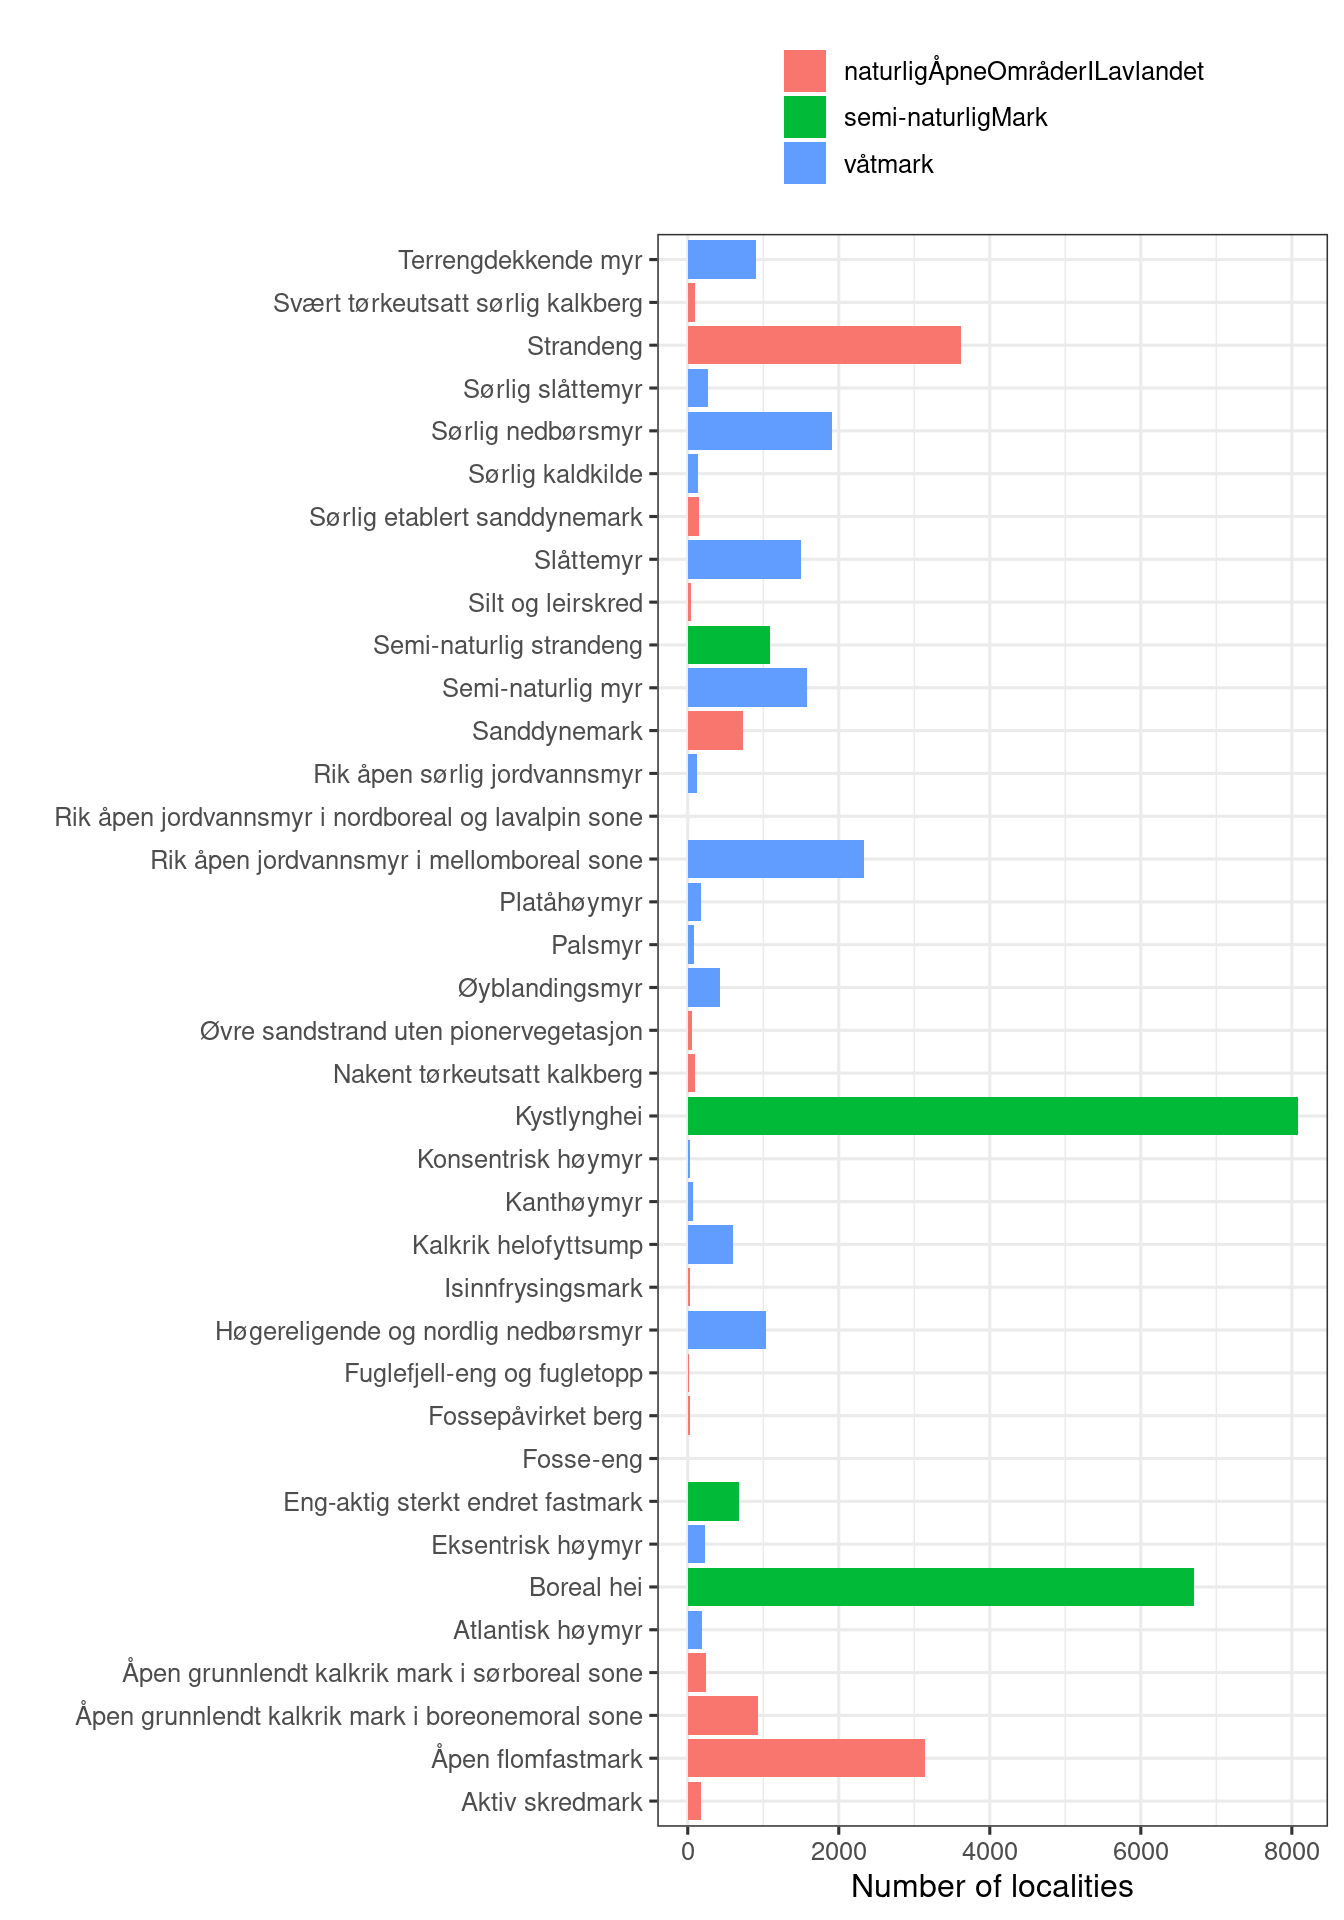 naturligÅpneOmråderILavlandet
semi-naturligMark
våtmark
Terrengdekkende myr
Svært tørkeutsatt sørlig kalkberg
Strandeng
Sørlig slåttemyr
Sørlig nedbørsmyr
Sørlig kaldkilde
Sørlig etablert sanddynemark
Slåttemyr
Silt og leirskred
Semi-naturlig strandeng
Semi-naturlig myr
Sanddynemark
Rik åpen sørlig jordvannsmyr
Rik åpen jordvannsmyr i nordboreal og lavalpin sone
Rik åpen jordvannsmyr i mellomboreal sone
Platåhøymyr
Palsmyr
Øyblandingsmyr
Øvre sandstrand uten pionervegetasjon
Nakent tørkeutsatt kalkberg
Kystlynghei
Konsentrisk høymyr
Kanthøymyr
Kalkrik helofyttsump
Isinnfrysingsmark
Høgereligende og nordlig nedbørsmyr
Fuglefjell-eng og fugletopp
Fossepåvirket berg
Fosse-eng
Eng-aktig sterkt endret fastmark
Eksentrisk høymyr
Boreal hei
Atlantisk høymyr
Åpen grunnlendt kalkrik mark i sørboreal sone
Åpen grunnlendt kalkrik mark i boreonemoral sone
Åpen flomfastmark
Aktiv skredmark
0 2000 4000 6000 8000
Number of localities